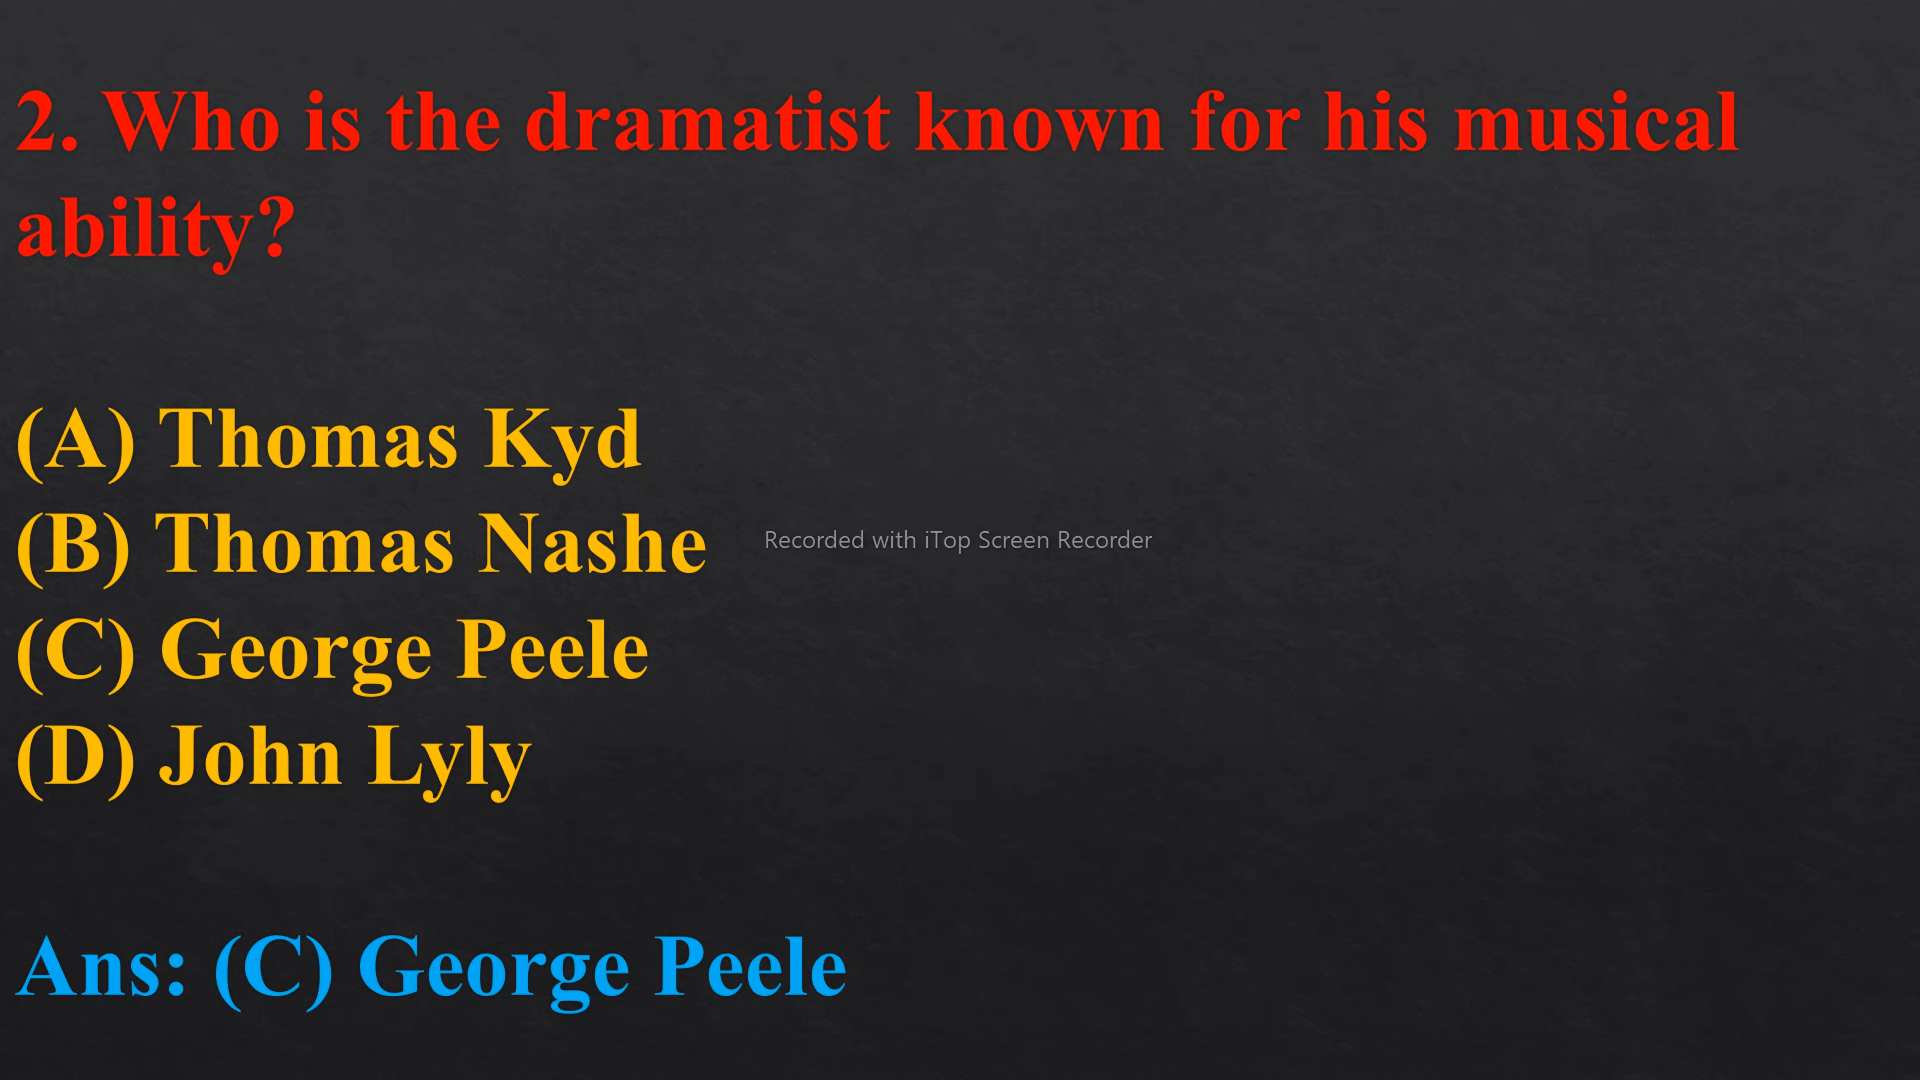 2. Who is the dramatist known for his musical
ability?
(A) Thomas Kyd
(B) Thomas Nashe
Recorded with iTop Screen Recorder
(C) George Peele
(D) John Lyly
Ans: (C) George Peele